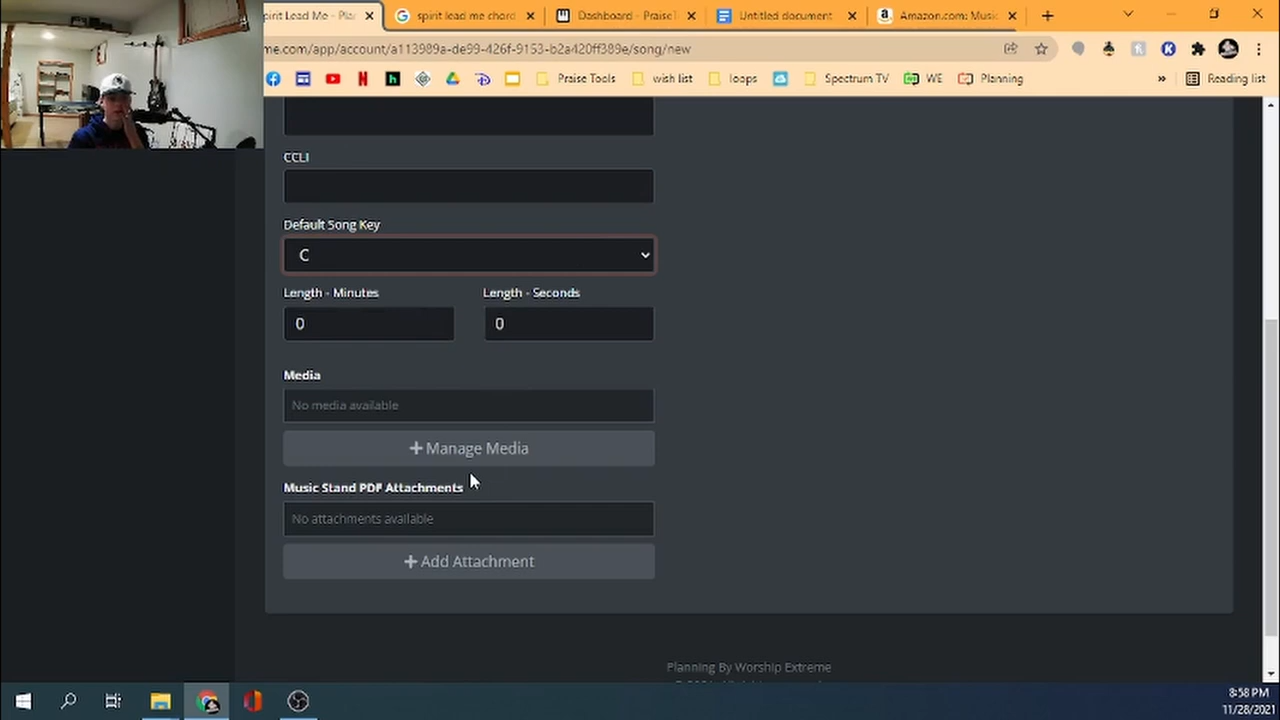 pirit Lead Me - Plar
spirit lead me chord
Dashboard - PraiseT
Untitled document
Amazon.com: Music
me.com/app/account/a113989a-de99-426f-9153-b2a420ff389e/song/new
Praise Tools
wish list
loops
Spectrum TV
WE
Planning
»
Reading list
CCLI
Default Song Key
C
Length - Minutes
Length - Seconds
0
0
Media
No media available
+ Manage Media
Music Stand PDF Attachments
No attachments available
+ Add Attachment
Planning By Worship Extreme
8:58 PM
11/28/2021